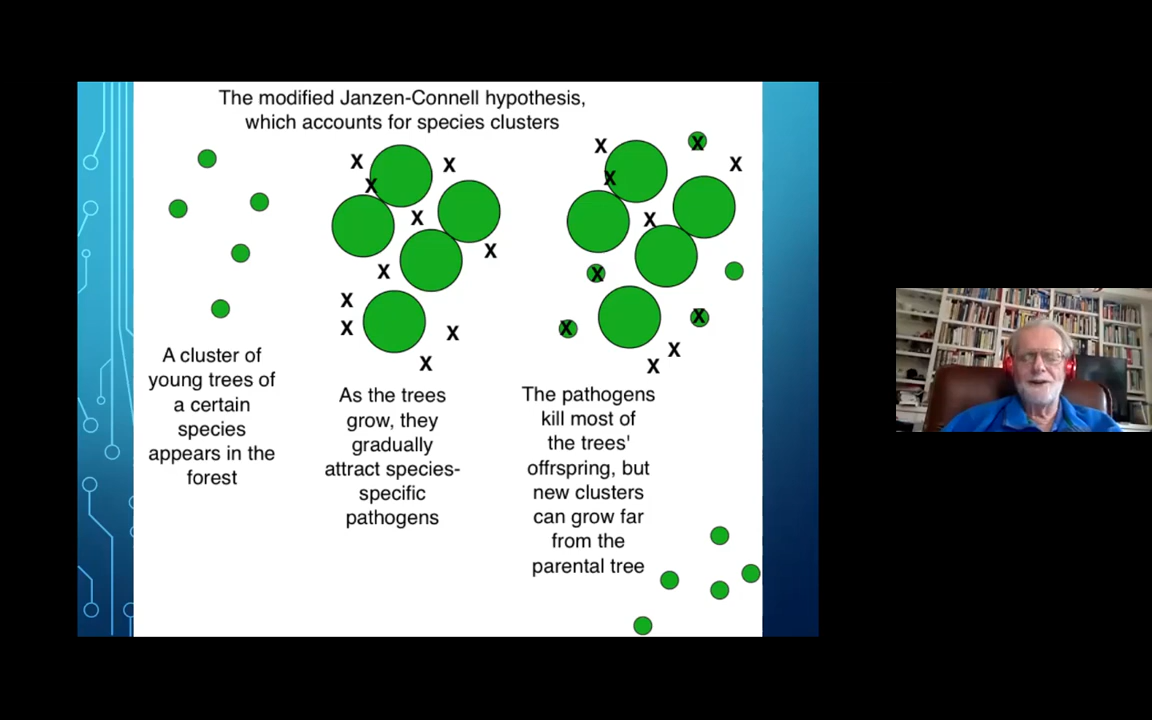 The modified Janzen-Connell hypothesis,
which accounts for species clusters
A cluster of
young trees of
a certain
species
appears in the
forest
As the trees
grow, they
gradually
attract species-
specific
pathogens
The pathogens
kill most of
the trees'
offspring, but
new clusters
can grow far
from the
parental tree